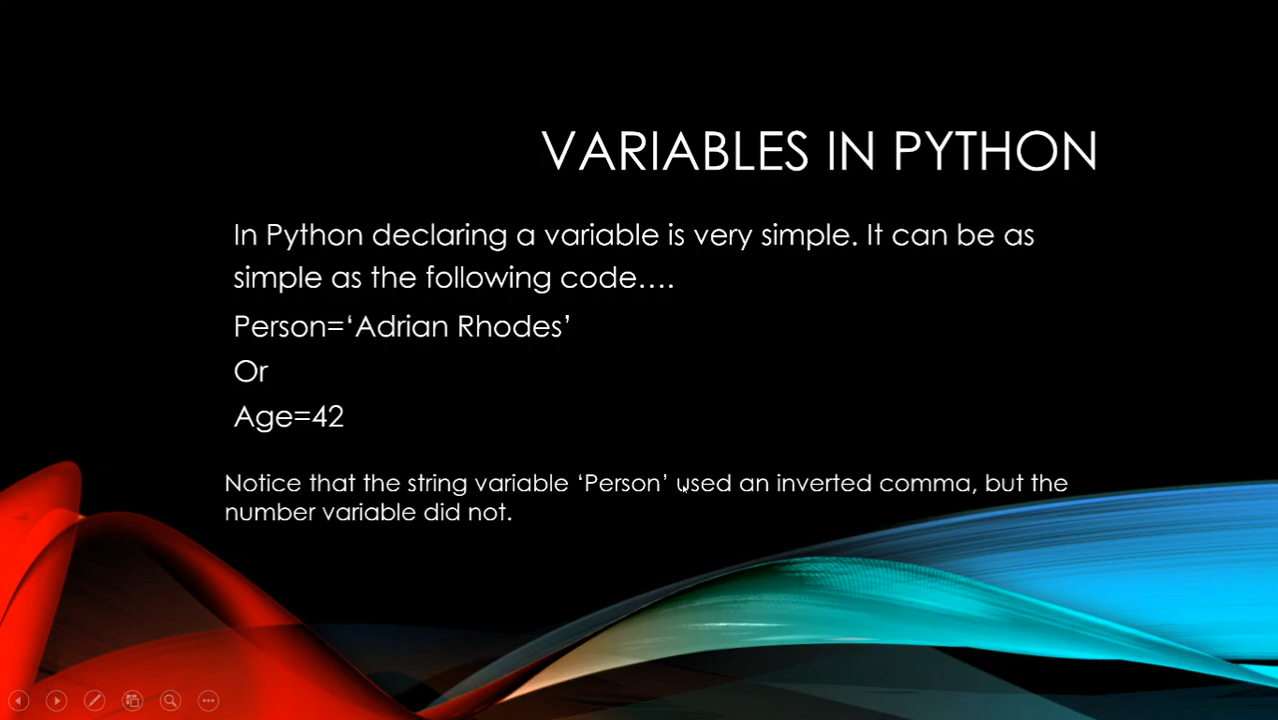 VARIABLES IN PYTHON
In Python declaring a variable is very simple. It can be as
simple as the following code….
Person=‘Adrian Rhodes’
Or
Age=42
Notice that the string variable ‘Person’ used an inverted comma, but the
number variable did not.